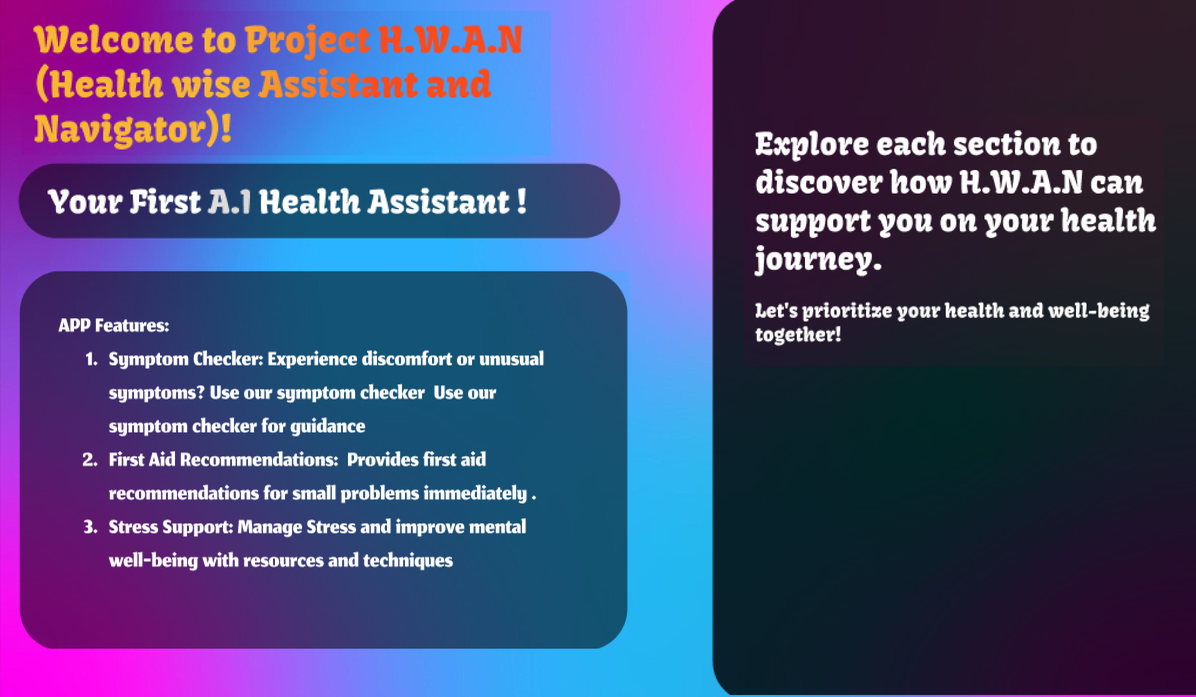 Welcome to Project H.W.A.N
(Health wise Assistant and
Navigator)!
Your First A.I Health Assistant !
APP Features:
1. Symptom Checker: Experience discomfort or unusual
symptoms? Use our symptom checker  Use our
symptom checker for guidance
2. First Aid Recommendations:  Provides first aid
recommendations for small problems immediately .
3. Stress Support: Manage Stress and improve mental
well-being with resources and techniques
Explore each section to
discover how H.W.A.N can
support you on your health
journey.
Let's prioritize your health and well-being
together!